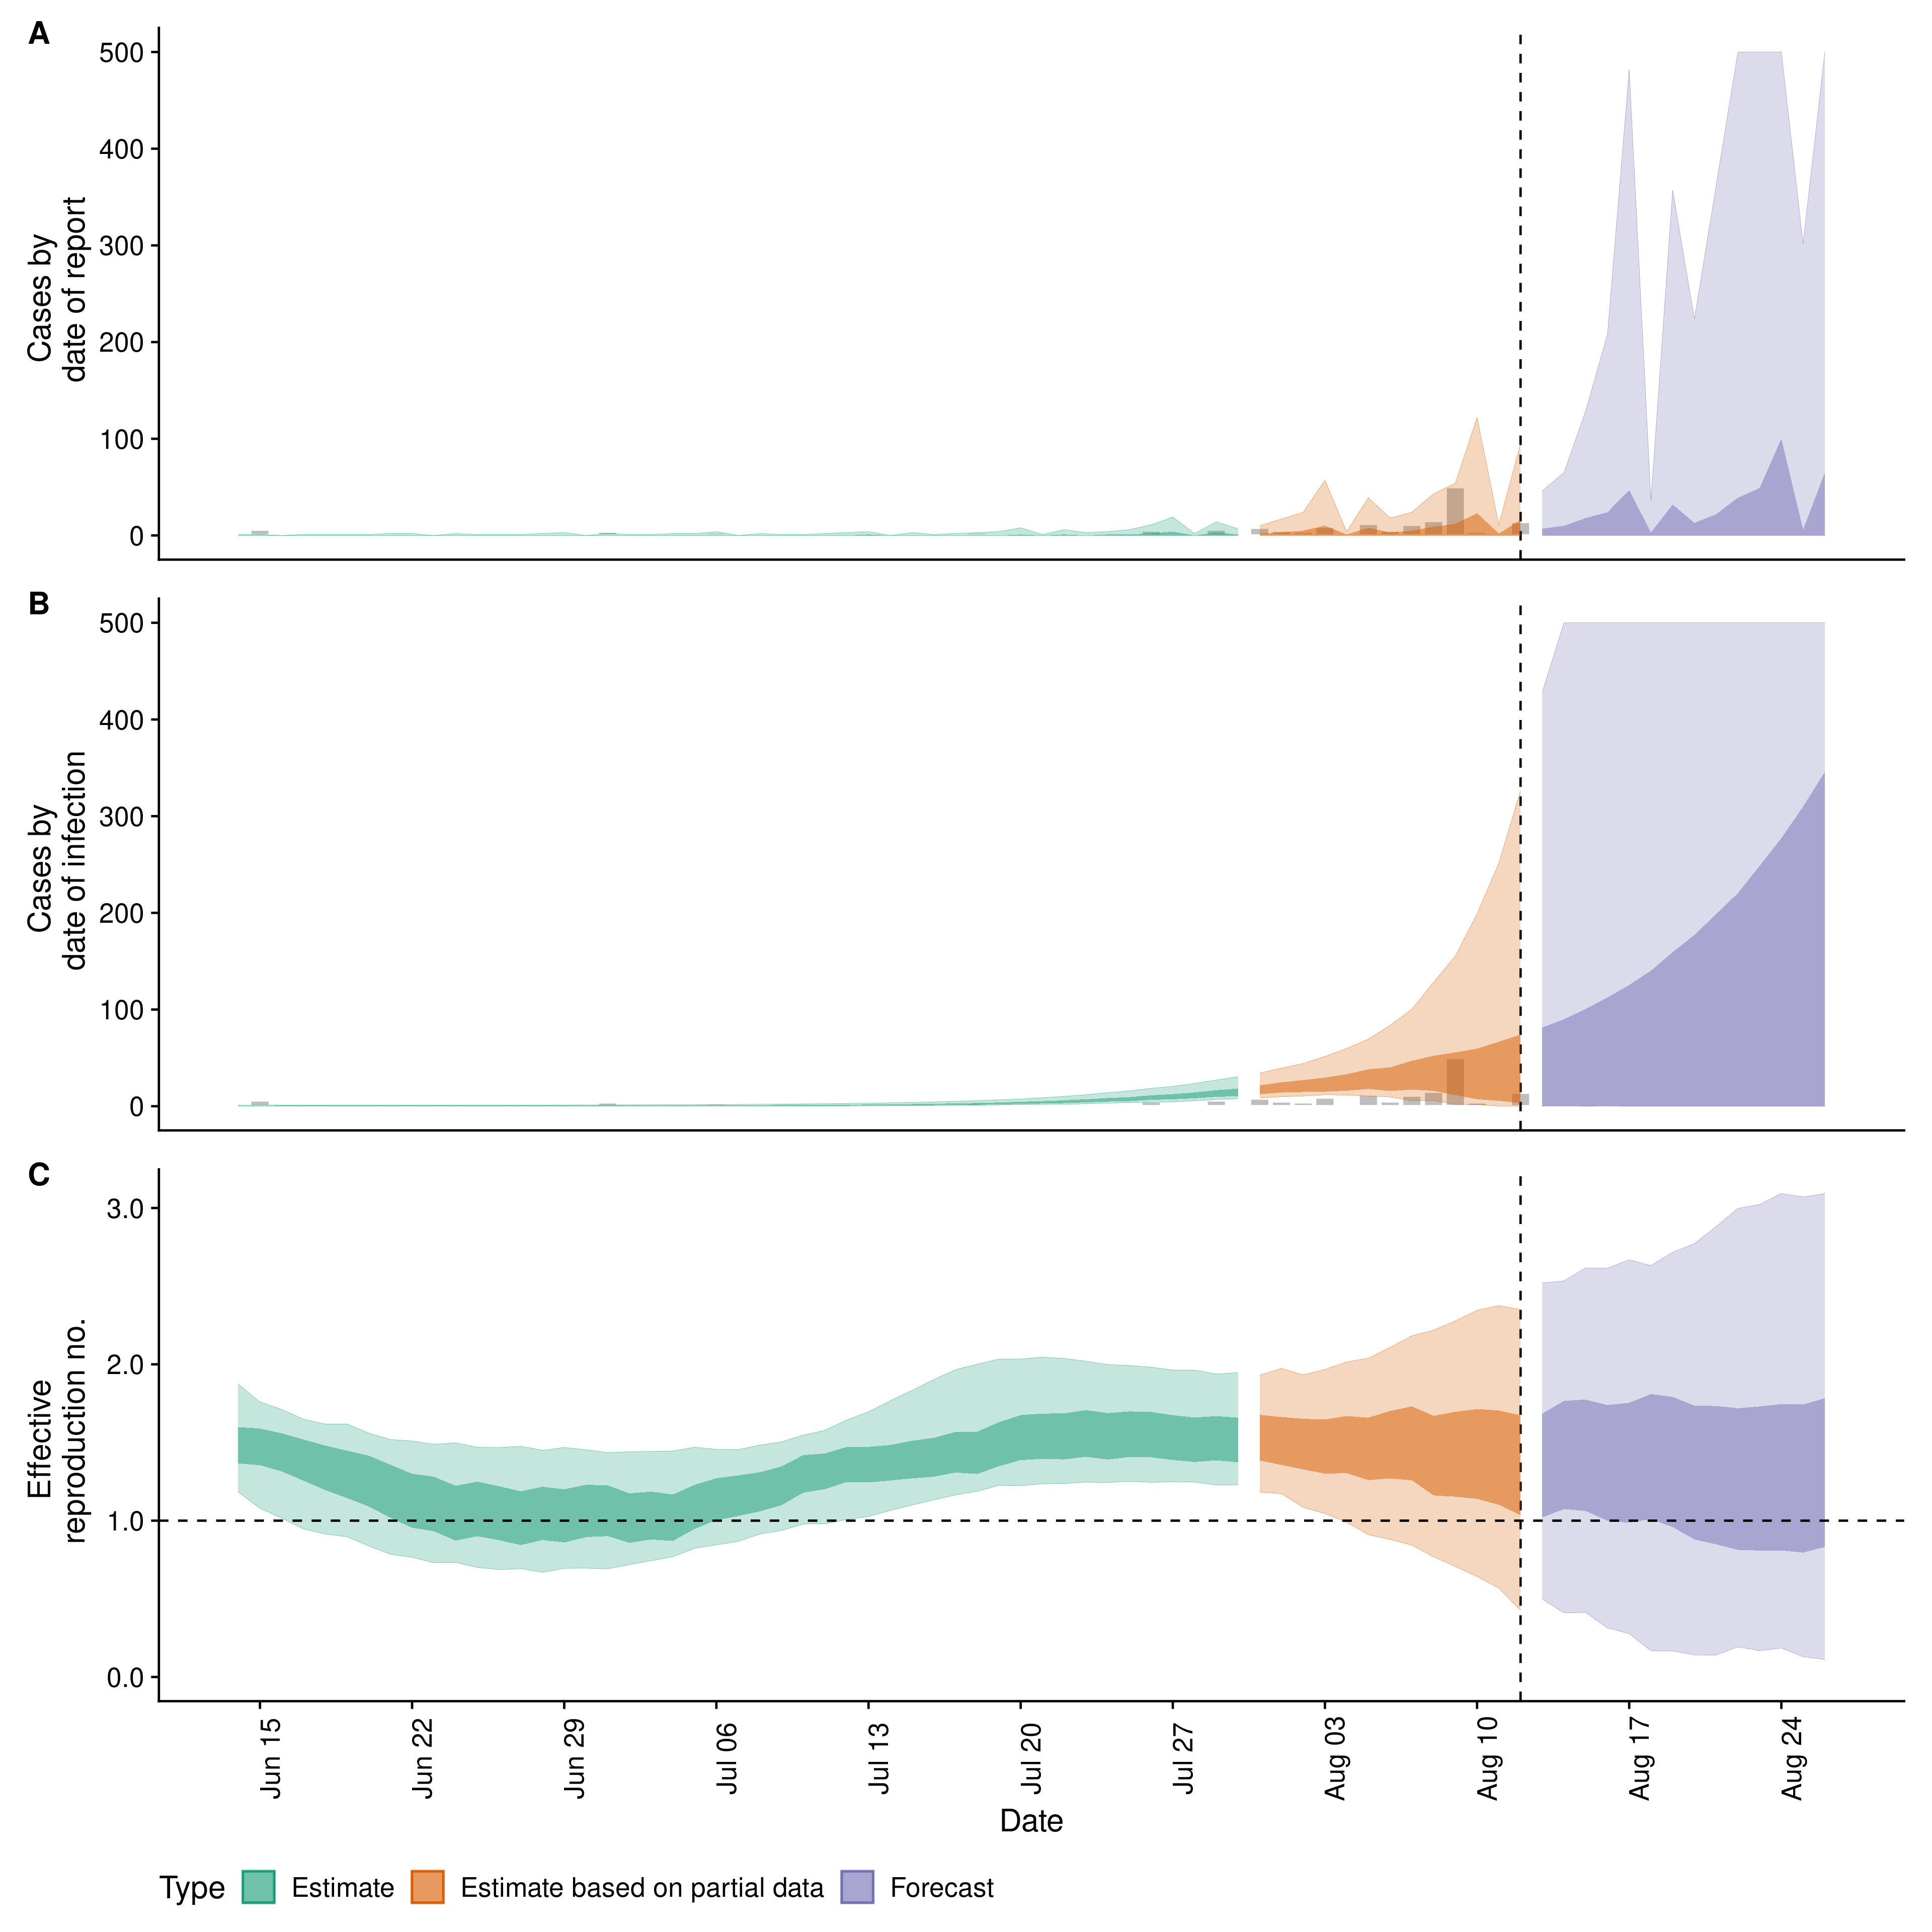 A
500
400
300
200
100
0
Cases by
date of report
B
500
400
300
200
100
0
Cases by
date of infection
C
3.0
2.0
1.0
0.0
Effective
reproduction no.
Jun 15
Jun 22
Jun 29
Jul 06
Jul 13
Jul 20
Jul 27
Aug 03
Aug 10
Aug 17
Aug 24
Date
Type Estimate Estimate based on partial data Forecast